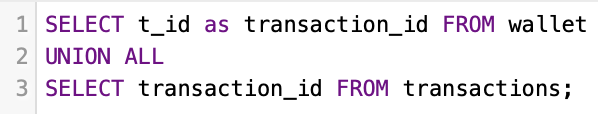 1 SELECT t_id as transaction_id FROM wallet
2 UNION ALL
3 SELECT transaction_id FROM transactions;